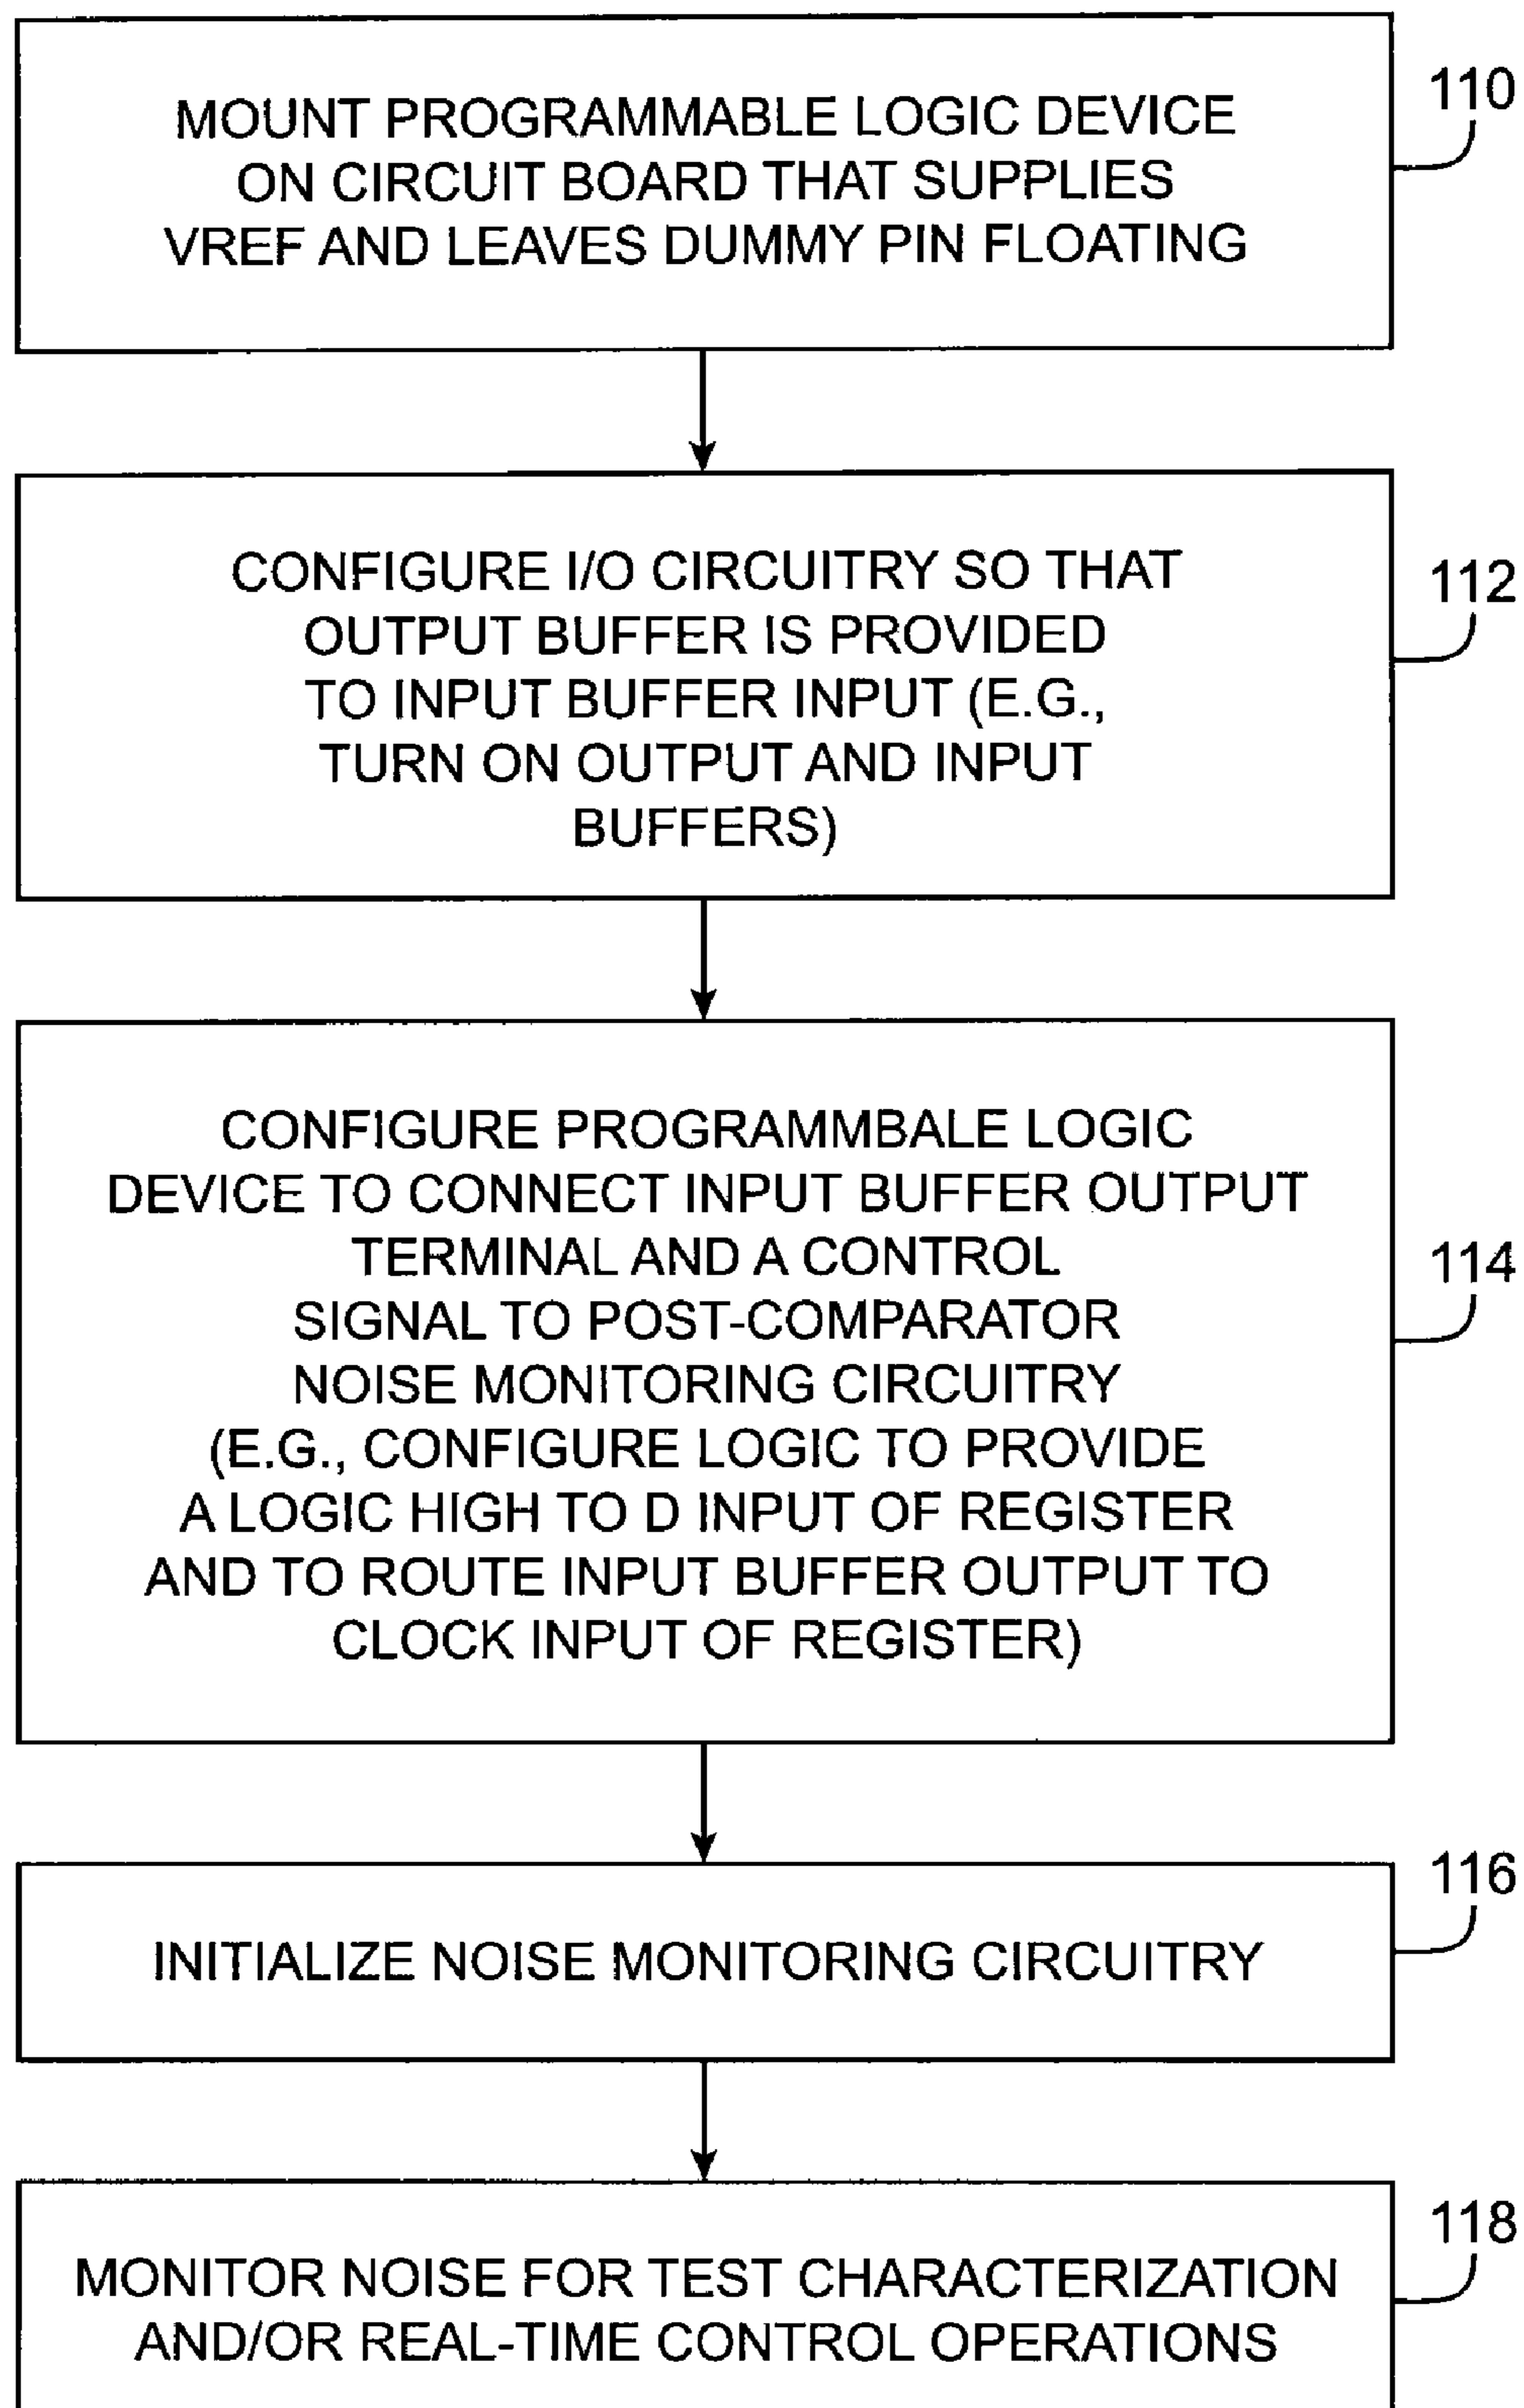 MOUNT PROGRAMMABLE LOGIC DEVICE
ON CIRCUIT BOARD THAT SUPPLIES
VREF AND LEAVES DUMMY PIN FLOATING
110
CONFIGURE I/O CIRCUITRY SO THAT
OUTPUT BUFFER IS PROVIDED
TO INPUT BUFFER INPUT (E.G.,
TURN ON OUTPUT AND INPUT
BUFFERS)
112
CONFIGURE PROGRAMMBALE LOGIC
DEVICE TO CONNECT INPUT BUFFER OUTPUT
TERMINAL AND A CONTROL
SIGNAL TO POST-COMPARATOR
NOISE MONITORING CIRCUITRY
(E.G., CONFIGURE LOGIC TO PROVIDE
A LOGIC HIGH TO D INPUT OF REGISTER
AND TO ROUTE INPUT BUFFER OUTPUT TO
CLOCK INPUT OF REGISTER)
114
INITIALIZE NOISE MONITORING CIRCUITRY
116
MONITOR NOISE FOR TEST CHARACTERIZATION
AND/OR REAL-TIME CONTROL OPERATIONS
118